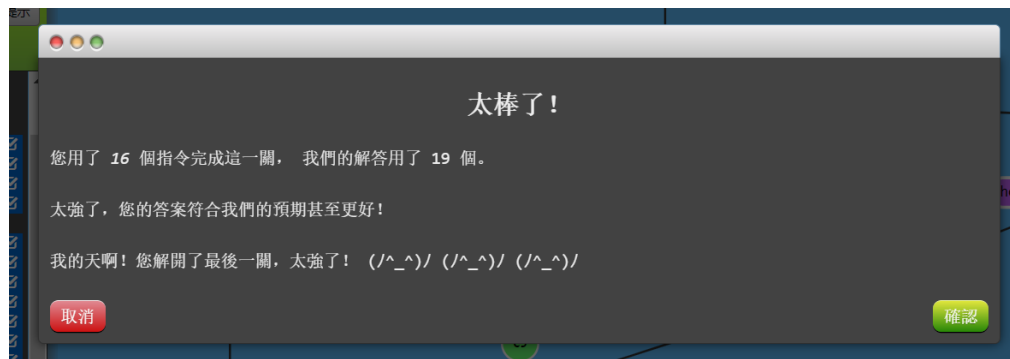 提示
太棒了!
您用了 16 個指令完成這一關, 我們的解答用了 19 個。
太強了, 您的答案符合我們的預期甚至更好!
我的天啊! 您解開了最後一關, 太強了! (/^_^)/ (/^_^)/ (/^_^)/
取消
確認